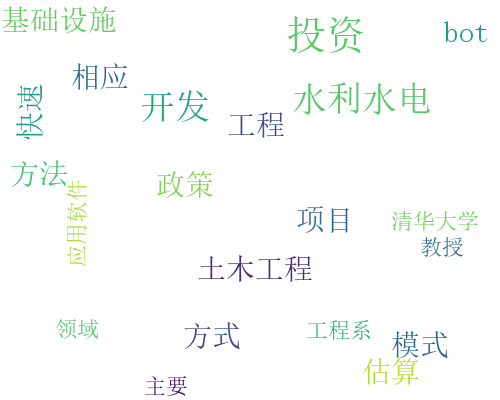 基础设施
投资
bot
相应
快速
开发
水利水电
工程
方法
政策
应用软件
项目
清华大学
教授
土木工程
领域
方式
工程系
模式
估算
主要